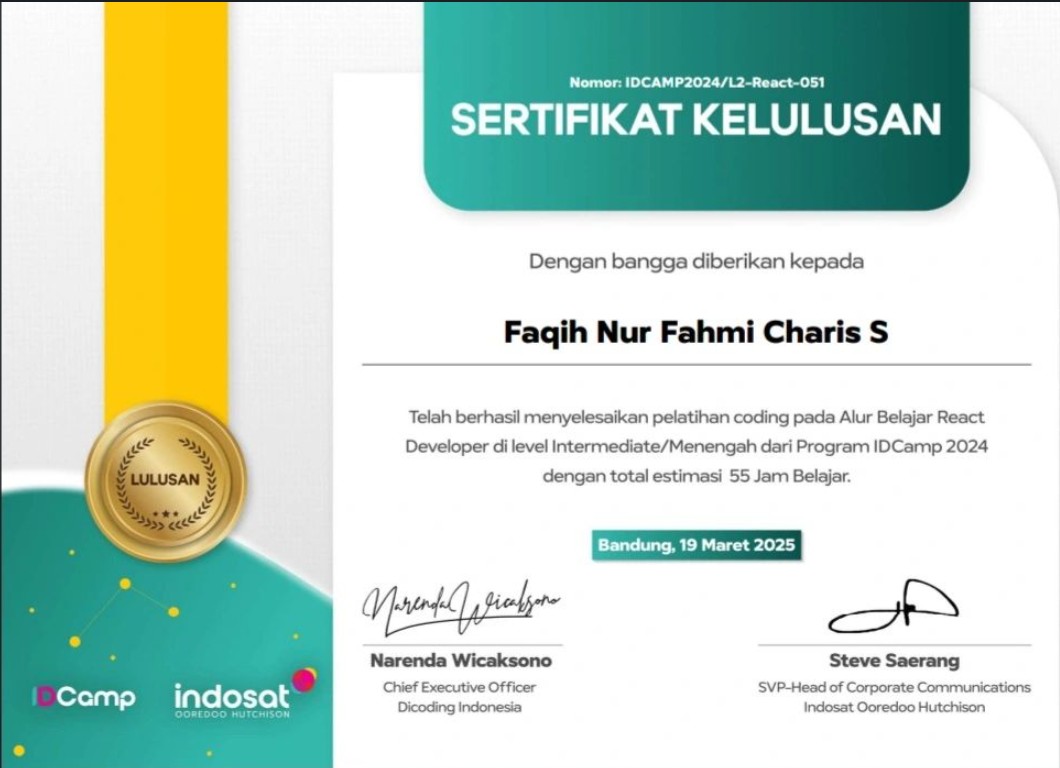 Nomor: IDCAMP2024/L2-React-051
SERTIFIKAT KELULUSAN
Dengan bangga diberikan kepada
Faqih Nur Fahmi Charis S
Telah berhasil menyelesaikan pelatihan coding pada Alur Belajar React
Developer di level Intermediate/Menengah dari Program IDCamp 2024
dengan total estimasi 55 Jam Belajar.
LULUSAN
Bandung, 19 Maret 2025
Narenda Wicaksono
Narenda Wicaksono
Chief Executive Officer
Dicoding Indonesia
Steve Saerang
SVP-Head of Corporate Communications
Indosat Ooredoo Hutchison
IDCamp
indosat
OOREDOO HUTCHISON